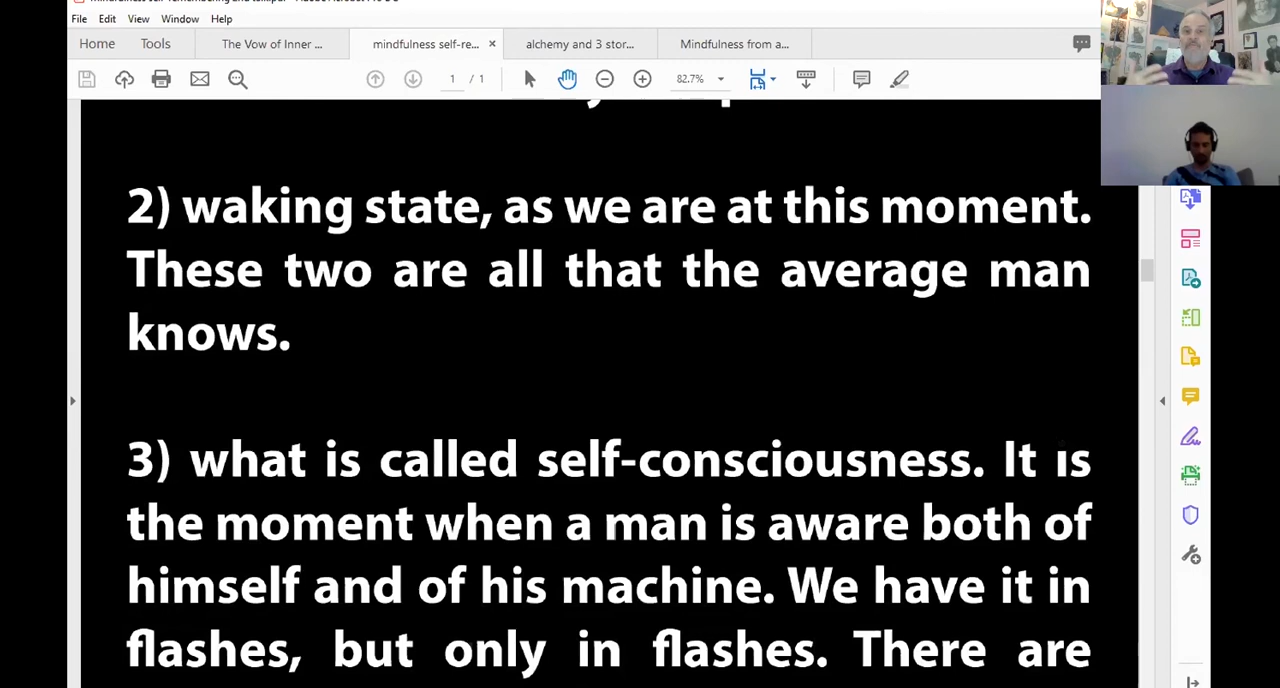 File Edit View Window Help
Home Tools The Vow of Inner ... mindfulness self-re... × alchemy and 3 stor... Mindfulness from a...
1 / 1 82.7%
2) waking state, as we are at this moment.
These two are all that the average man
knows.
3) what is called self-consciousness. It is
the moment when a man is aware both of
himself and of his machine. We have it in
flashes, but only in flashes. There are